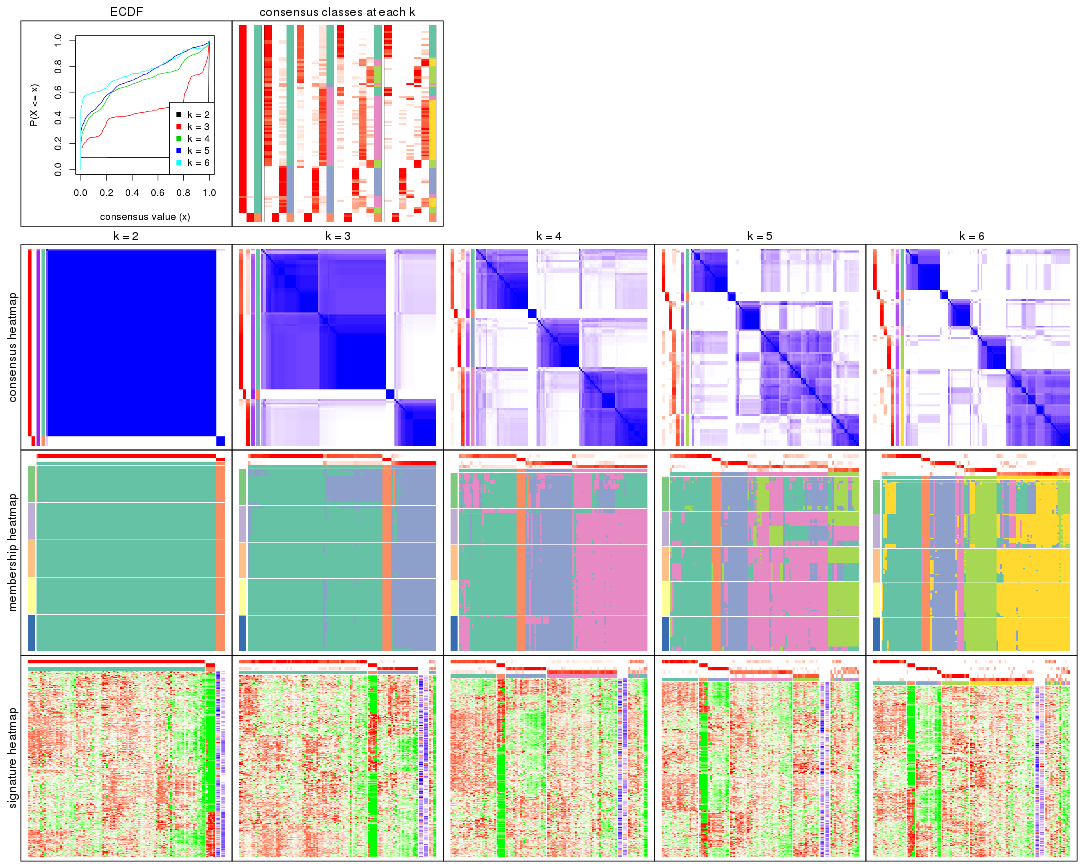 ECDF
consensus classes at each k
P(X <= x)
0.0 0.2 0.4 0.6 0.8 1.0
k = 2
k = 3
k = 4
k = 5
k = 6
0.0 0.2 0.4 0.6 0.8 1.0
consensus value (x)
k = 2 k = 3 k = 4 k = 5 k = 6
consensus heatmap
membership heatmap
signature heatmap